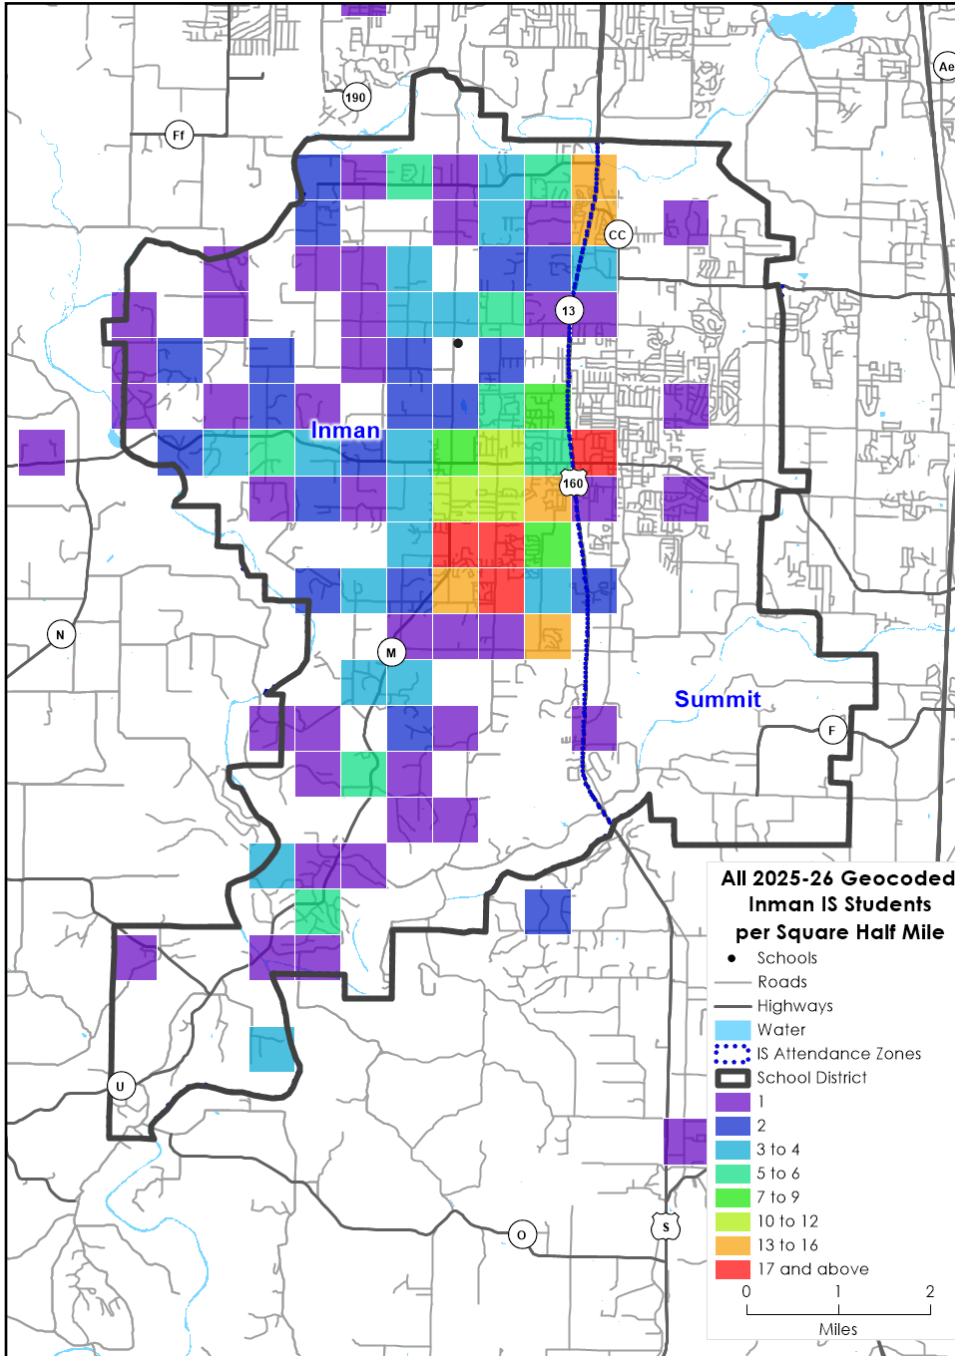 190
Ff
Ae
CC
13
Inman
160
N
M
Summit
F
U
O
S
All 2025-26 Geocoded
Inman IS Students
per Square Half Mile
Schools
Roads
Highways
Water
IS Attendance Zones
School District
1
2
3 to 4
5 to 6
7 to 9
10 to 12
13 to 16
17 and above
0 1 2
Miles